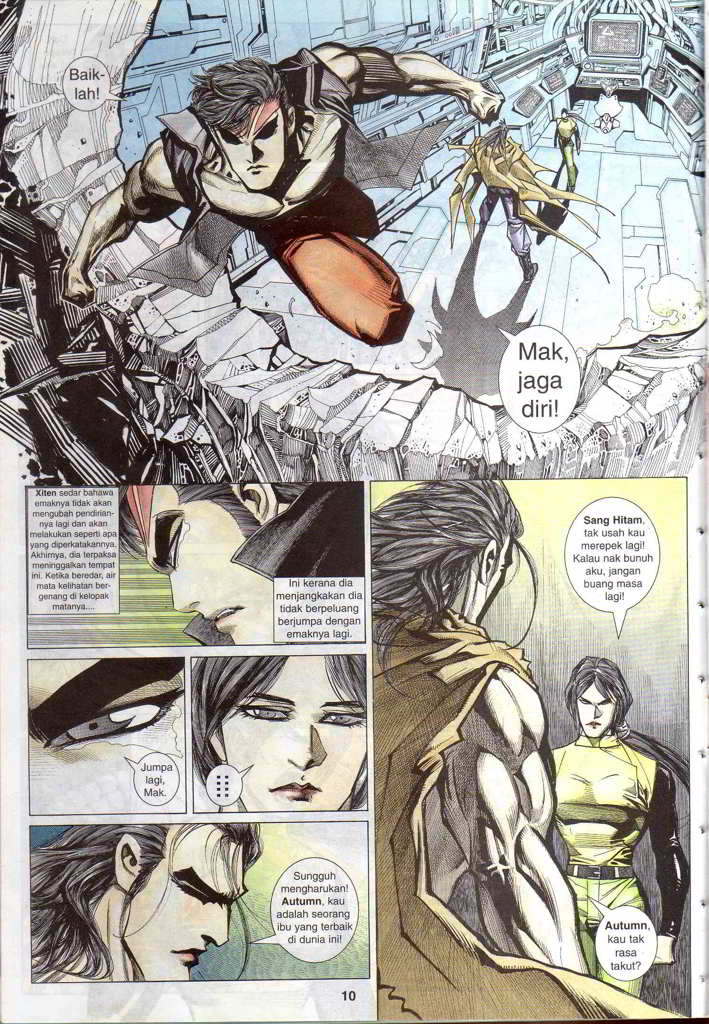 Baik-
lah!
Mak,
jaga
diri!
Xiten sedar bahawa
emaknya tidak akan
mengubah pendirian-
nya lagi dan akan
melakukan seperti apa
yang diperkatakannya.
Akhirnya, dia terpaksa
meninggalkan tempat
ini. Ketika beredar, air
mata kelihatan ber-
genang di kelopak
matanya....
Ini kerana dia
menjangkakan dia
tidak berpeluang
berjumpa dengan
emaknya lagi.
Jumpa
lagi,
Mak.
Sungguh
mengharukan!
Autumn, kau
adalah seorang
ibu yang terbaik
di dunia ini!
Sang Hitam,
tak usah kau
merepek lagi!
Kalau nak bunuh
aku, jangan
buang masa
lagi!
Autumn,
kau tak
rasa
takut?
10